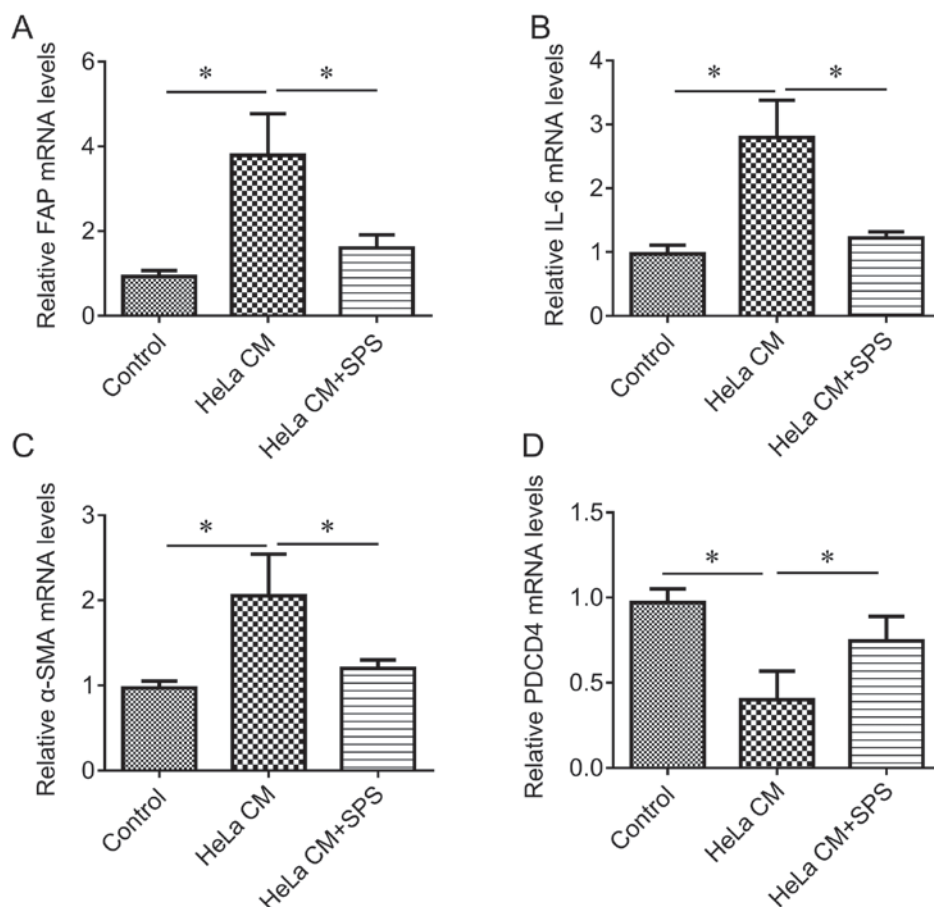 A
Relative FAP mRNA levels
6
4
2
0
*
*
Control
HeLa CM
HeLa CM+SPS
B
Relative IL-6 mRNA levels
4
3
2
1
0
*
*
Control
HeLa CM
HeLa CM+SPS
C
Relative α-SMA mRNA levels
3
2
1
0
*
*
Control
HeLa CM
HeLa CM+SPS
D
Relative PDCD4 mRNA levels
1.5
1.0
0.5
0.0
*
*
Control
HeLa CM
HeLa CM+SPS